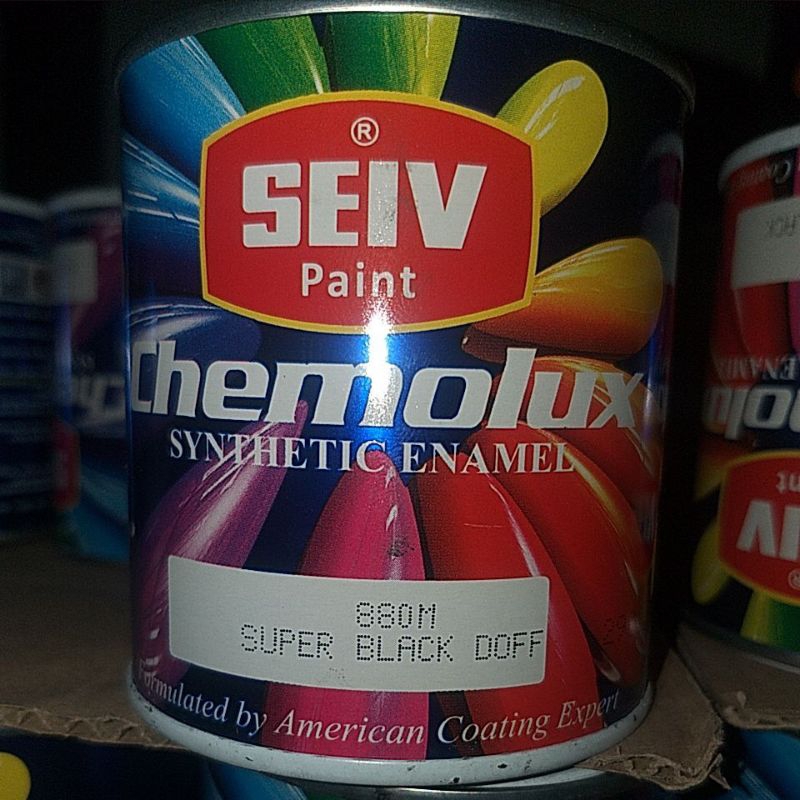 ®
SEIV
Paint
Chemolux
SYNTHETIC ENAMEL
880M
SUPER BLACK DOFF
Formulated by American Coating Expert